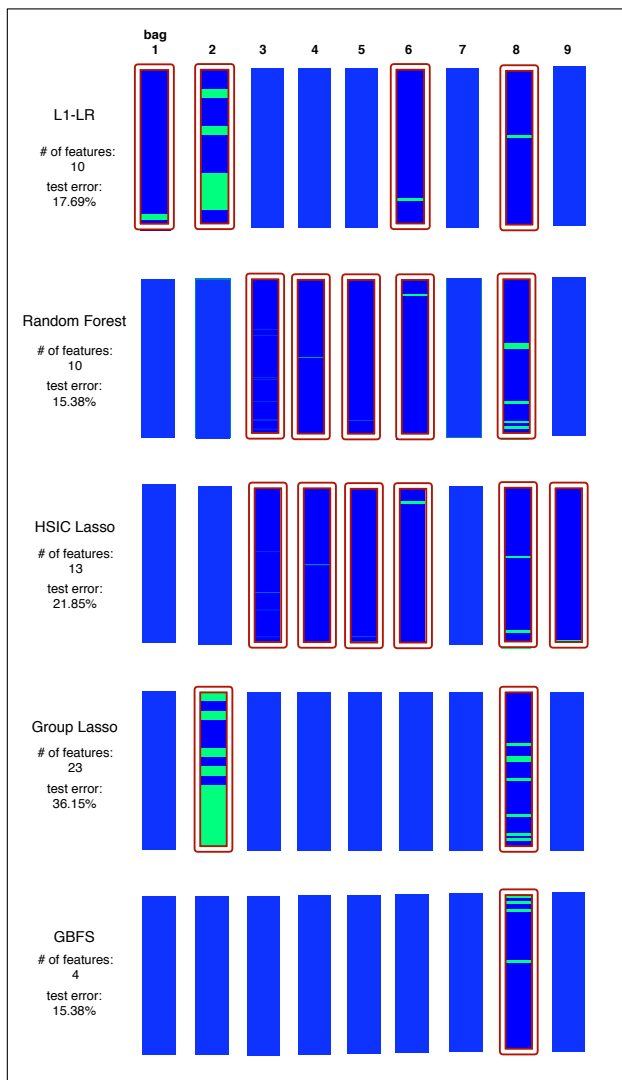 bag
1 2 3 4 5 6 7 8 9
L1-LR
# of features:
10
test error:
17.69%
Random Forest
# of features:
10
test error:
15.38%
HSIC Lasso
# of features:
13
test error:
21.85%
Group Lasso
# of features:
23
test error:
36.15%
GBFS
# of features:
4
test error:
15.38%